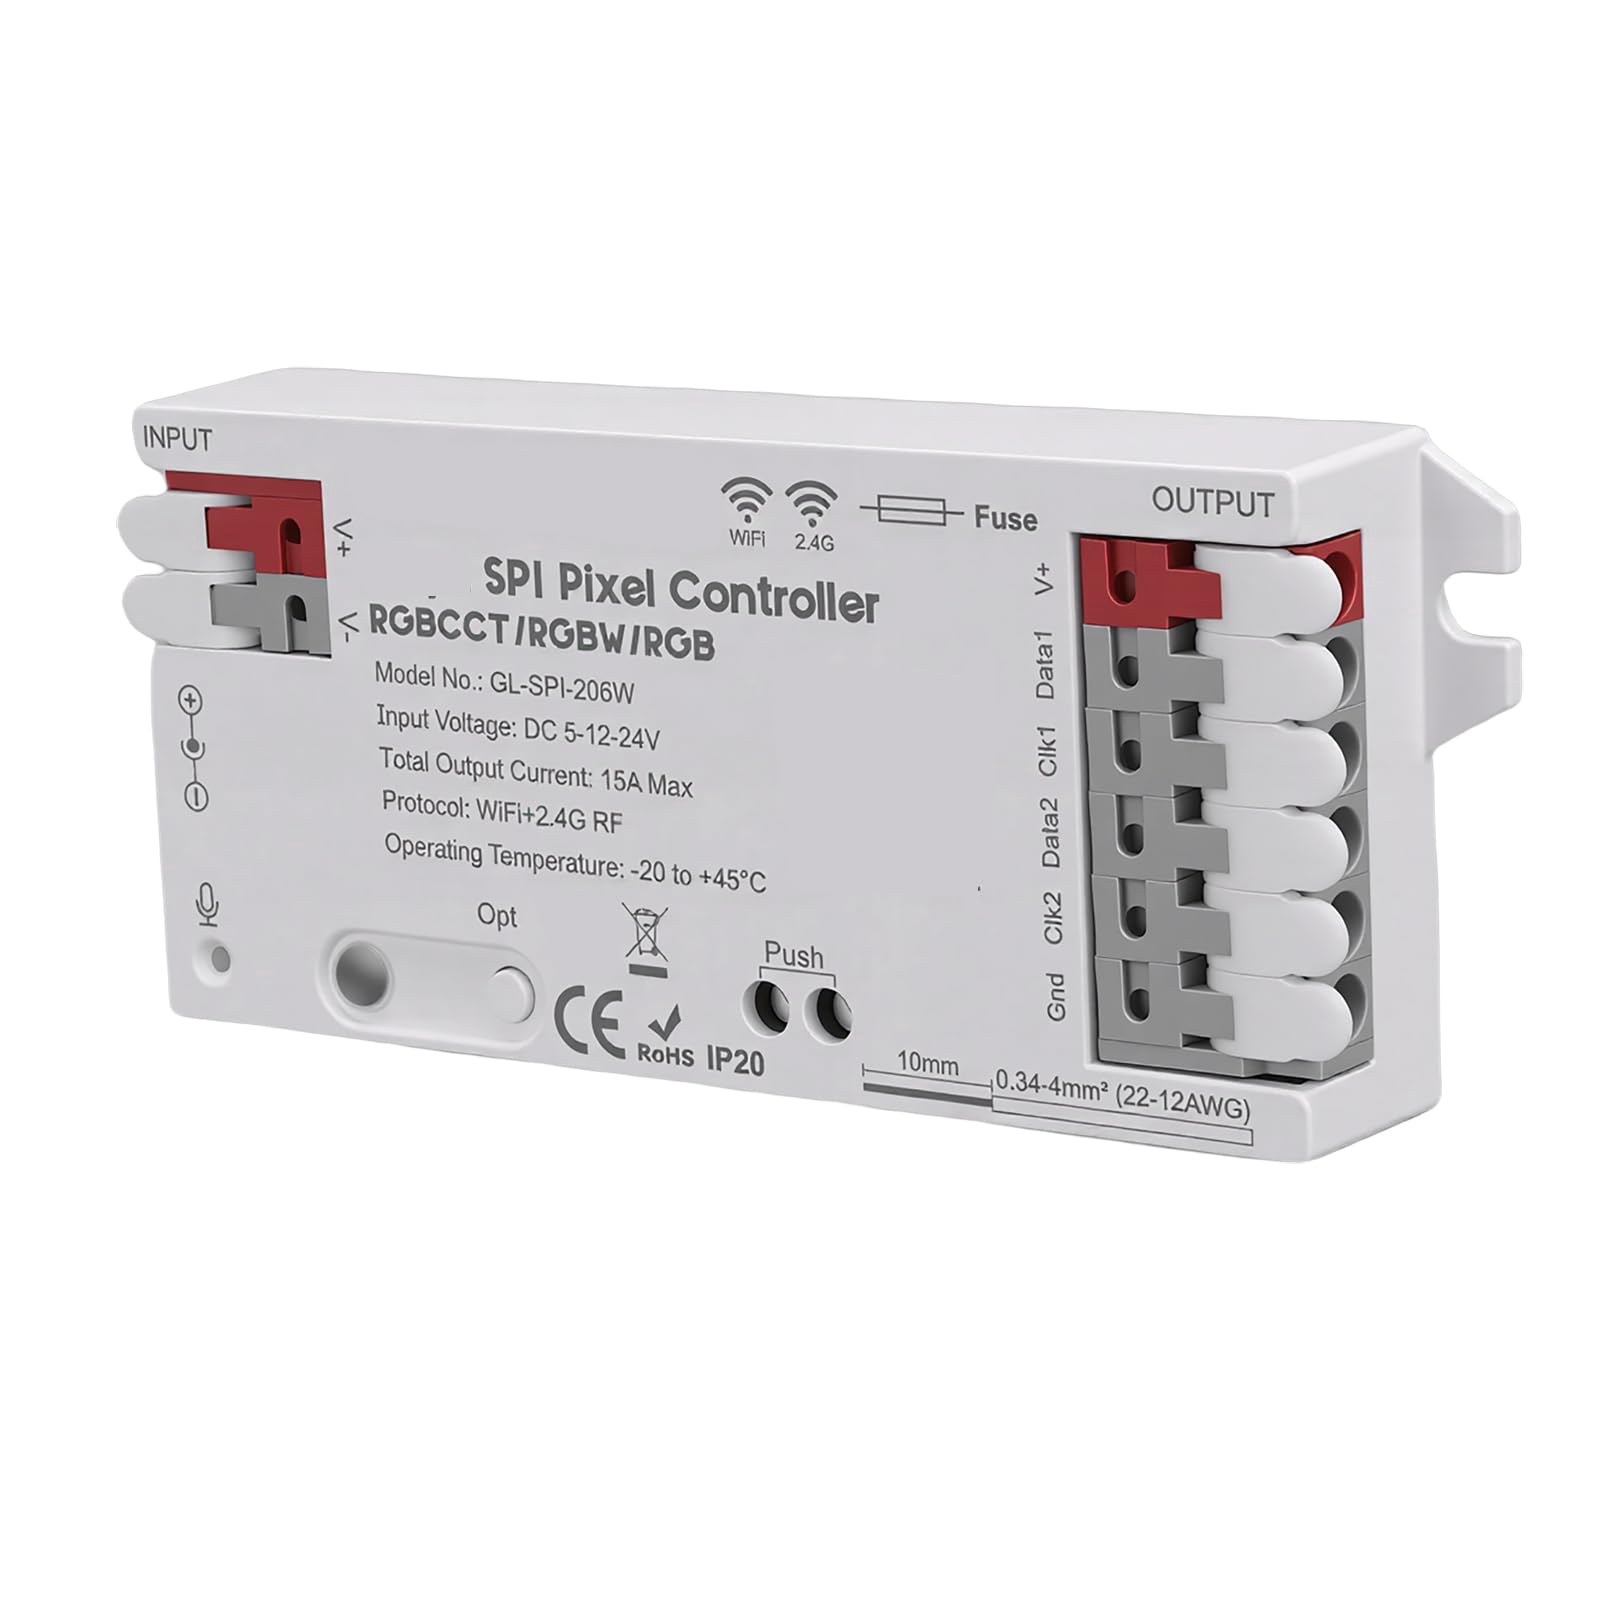 INPUT
V+
V-
WiFi
2.4G
Fuse
OUTPUT
SPI Pixel Controller
RGBCCT/RGBW/RGB
Model No.: GL-SPI-206W
Input Voltage: DC 5-12-24V
Total Output Current: 15A Max
Protocol: WiFi+2.4G RF
Operating Temperature: -20 to +45°C
V+
Data1
Clk1
Data2
Clk2
Gnd
Opt
Push
CE
RoHS
IP20
10mm
0.34-4mm² (22-12AWG)